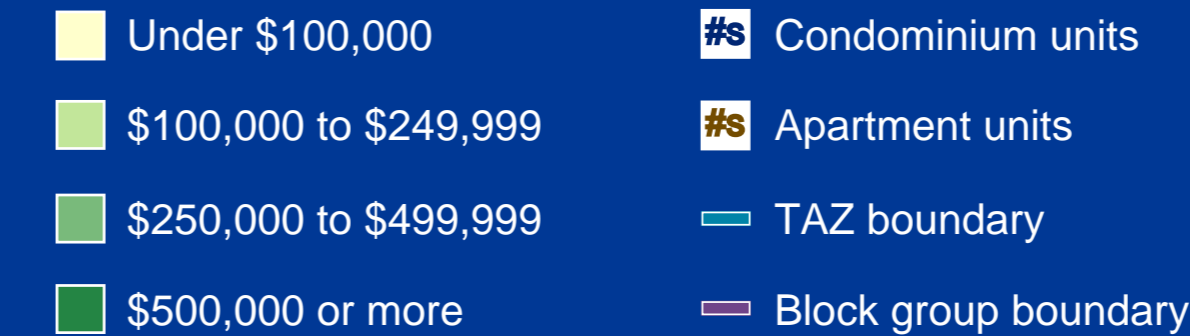 Under $100,000
#s Condominium units
$100,000 to $249,999
#s Apartment units
$250,000 to $499,999
TAZ boundary
$500,000 or more
Block group boundary